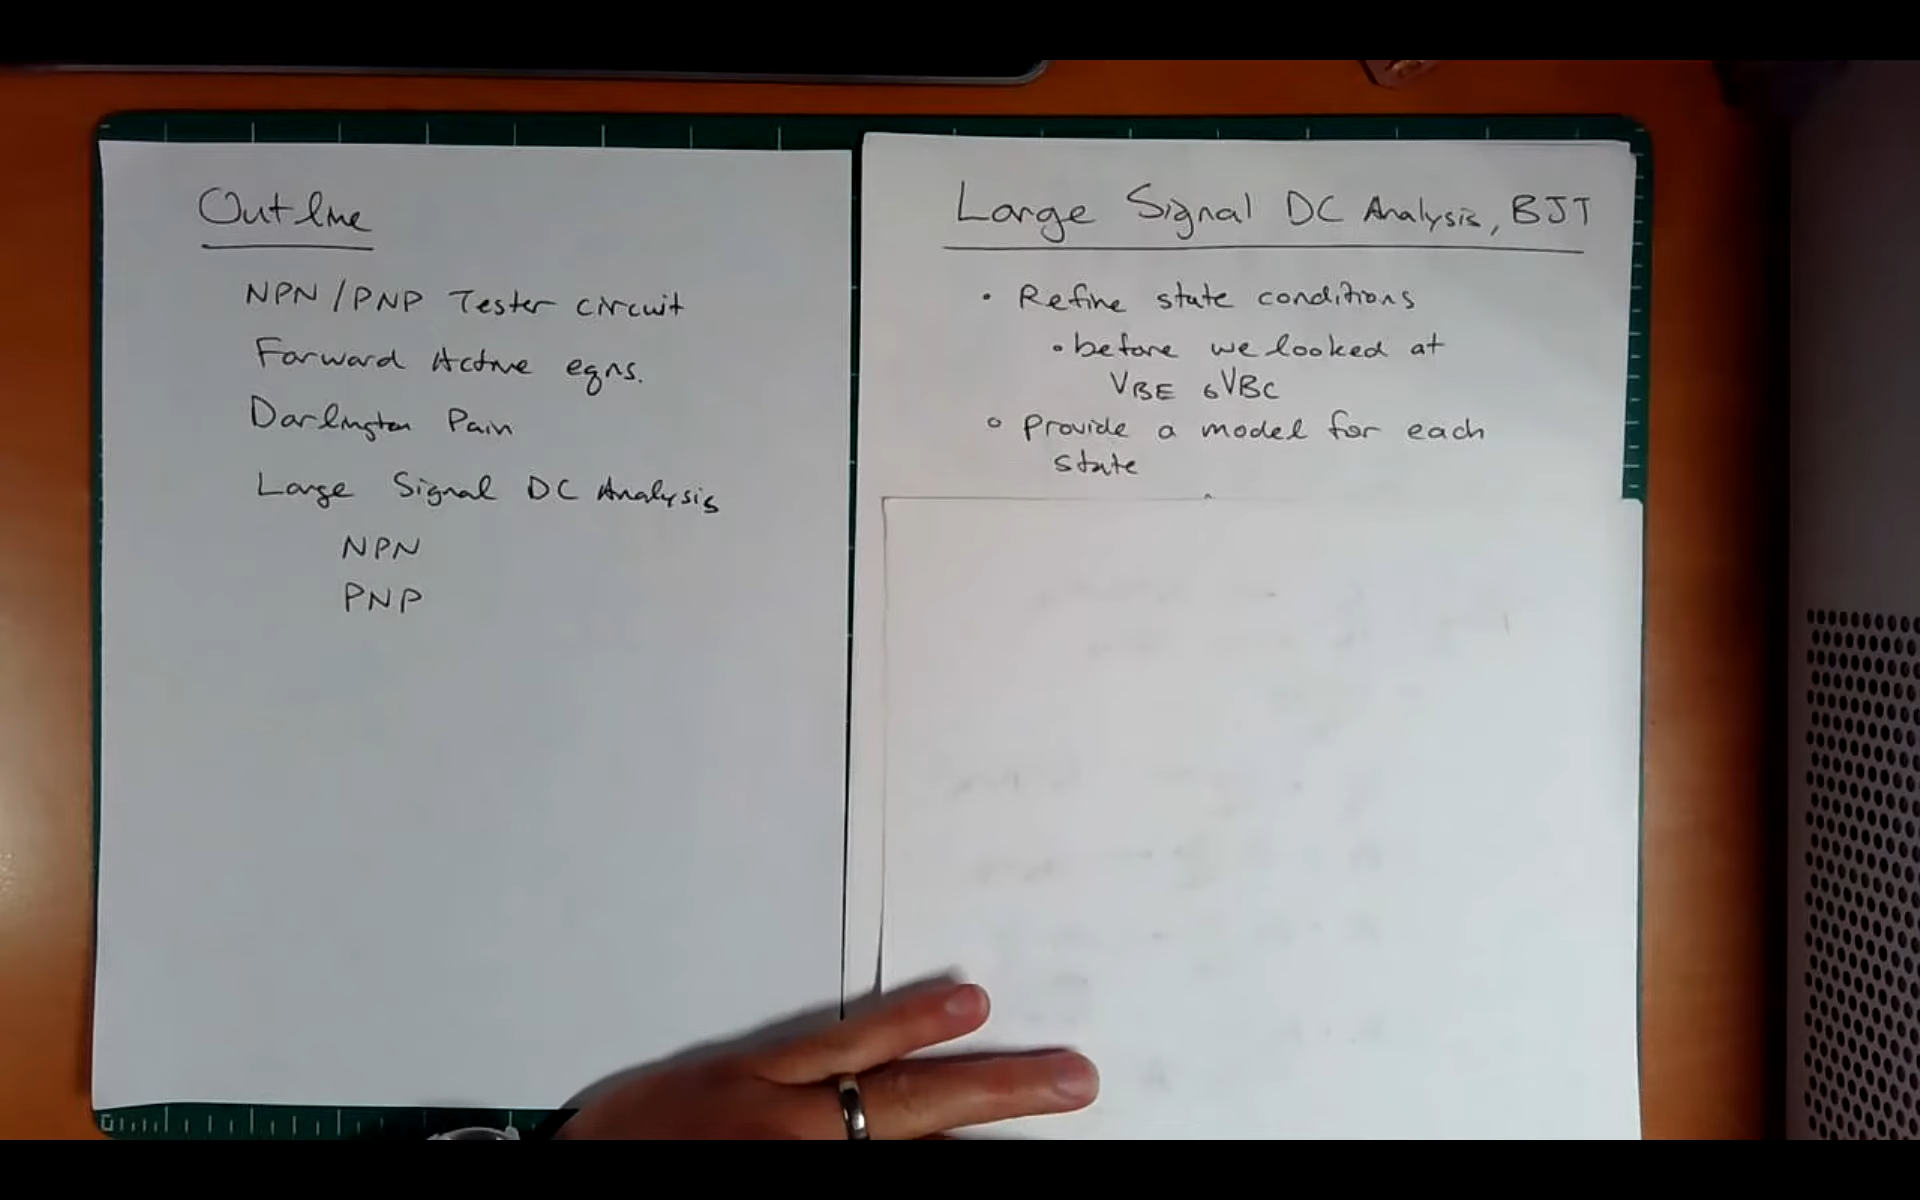 Outline
NPN/PNP Tester circuit
Forward Active eqns.
Darlington Pair
Large Signal DC Analysis
NPN
PNP
Large Signal DC Analysis, BJT
• Refine state conditions
• before we looked at
VBE & VBC
• Provide a model for each
state